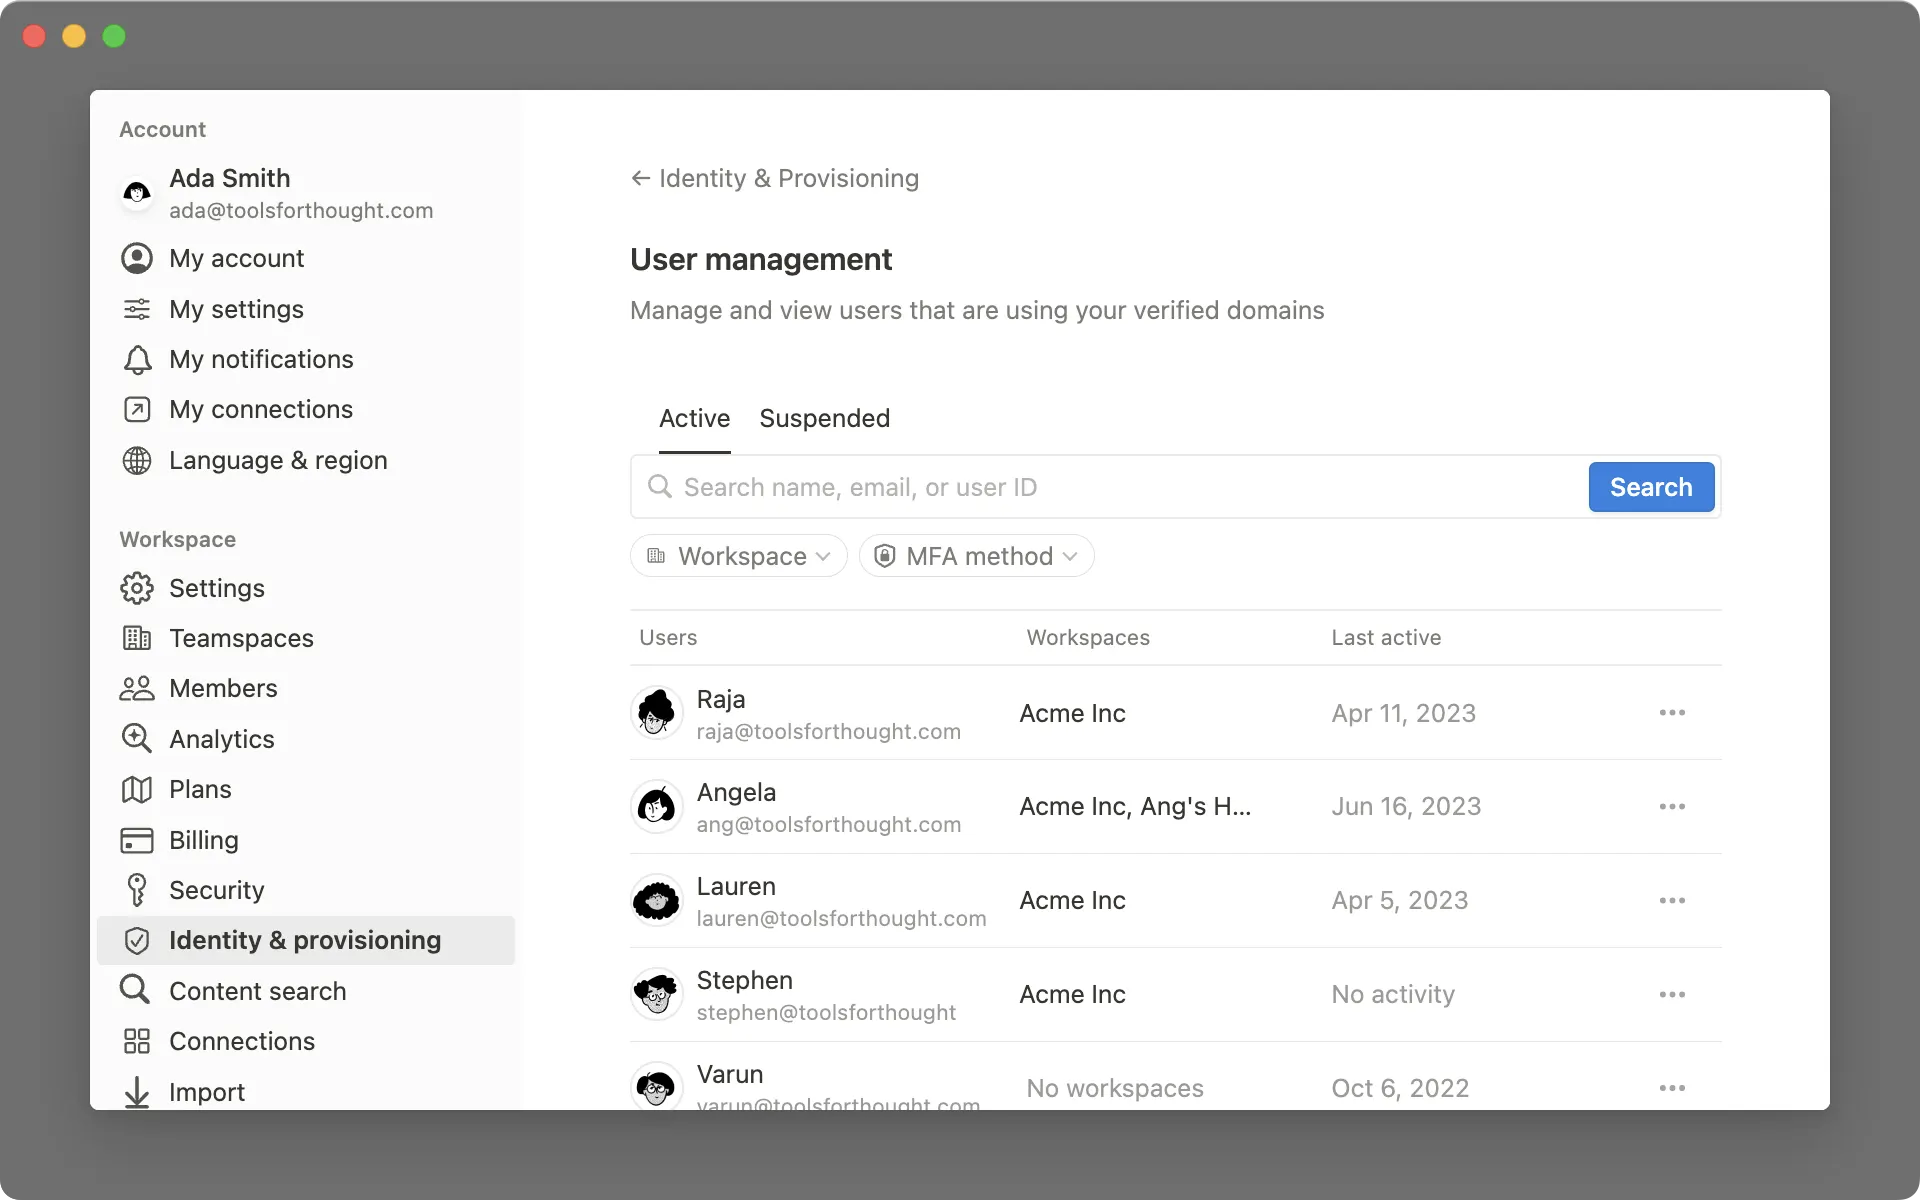 Account
Ada Smith
ada@toolsforthought.com
My account
My settings
My notifications
My connections
Language & region
Workspace
Settings
Teamspaces
Members
Analytics
Plans
Billing
Security
Identity & provisioning
Content search
Connections
Import
← Identity & Provisioning
User management
Manage and view users that are using your verified domains
Active Suspended
Search name, email, or user ID Search
Workspace MFA method
Users Workspaces Last active
Raja
raja@toolsforthought.com
Acme Inc Apr 11, 2023
Angela
ang@toolsforthought.com
Acme Inc, Ang's H... Jun 16, 2023
Lauren
lauren@toolsforthought.com
Acme Inc Apr 5, 2023
Stephen
stephen@toolsforthought
Acme Inc No activity
Varun
varun@toolsforthought.com
No workspaces Oct 6, 2022